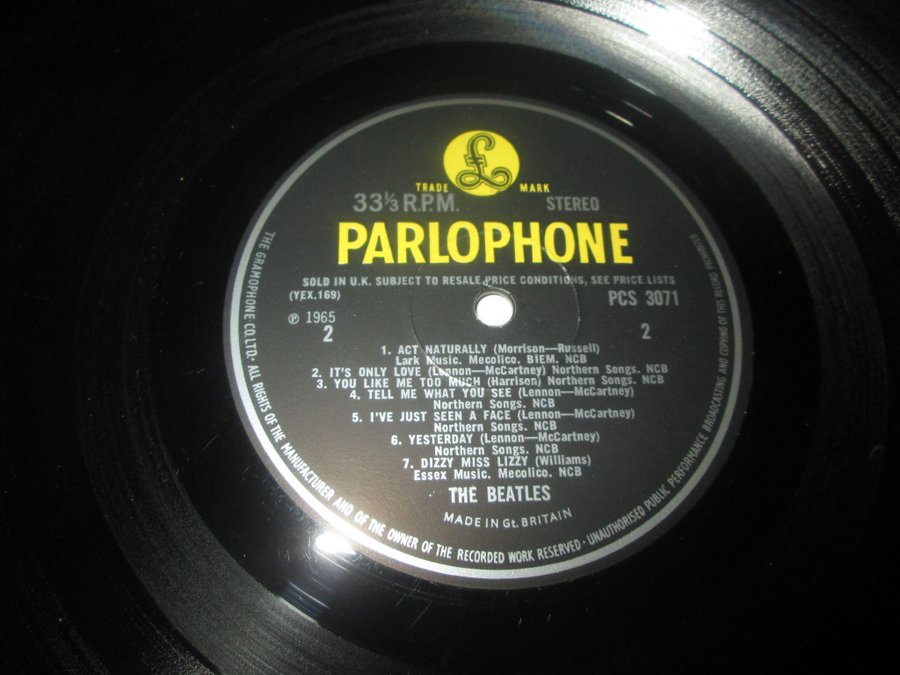 TRADE MARK
33⅓ R.P.M. STEREO
PARLOPHONE
SOLD IN U.K. SUBJECT TO RESALE PRICE CONDITIONS, SEE PRICE LISTS
(YEX.169) PCS 3071
℗ 1965
2 2
1. ACT NATURALLY (Morrison—Russell)
Lark Music. Mecolico. BIEM. NCB
2. IT'S ONLY LOVE (Lennon—McCartney) Northern Songs. NCB
3. YOU LIKE ME TOO MUCH (Harrison) Northern Songs. NCB
4. TELL ME WHAT YOU SEE (Lennon—McCartney)
Northern Songs. NCB
5. I'VE JUST SEEN A FACE (Lennon—McCartney)
Northern Songs. NCB
6. YESTERDAY (Lennon—McCartney)
Northern Songs. NCB
7. DIZZY MISS LIZZY (Williams)
Essex Music. Mecolico. NCB
THE BEATLES
MADE IN Gt. BRITAIN
THE GRAMOPHONE CO. LTD. · ALL RIGHTS OF THE MANUFACTURER AND OF THE OWNER OF THE RECORDED WORK RESERVED · UNAUTHORISED PUBLIC PERFORMANCE BROADCASTING AND COPYING OF THIS RECORD PROHIBITED